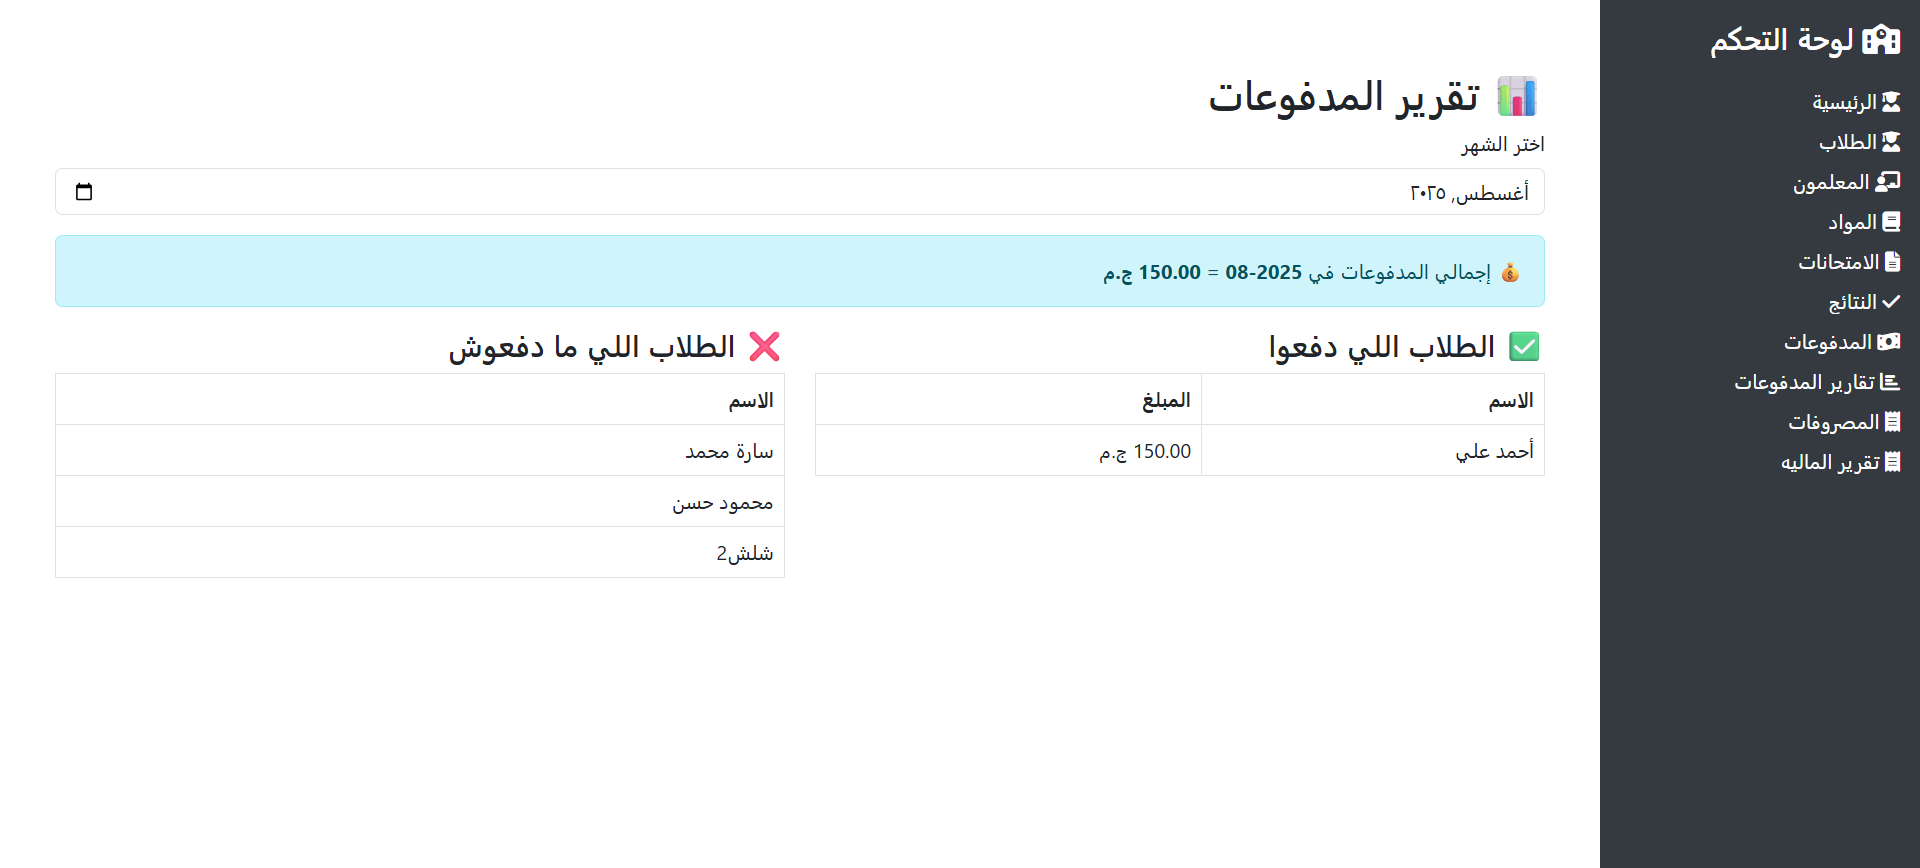 لوحة التحكم
الرئيسية
الطلاب
المعلمون
المواد
الامتحانات
النتائج
المدفوعات
تقارير المدفوعات
المصروفات
تقرير الماليه
📊 تقرير المدفوعات
اختر الشهر
أغسطس, ٢٠٢٥
💰 إجمالي المدفوعات في 2025-08 = 150.00 ج.م
✅ الطلاب اللي دفعوا
الاسم المبلغ
أحمد علي 150.00 ج.م
❌ الطلاب اللي ما دفعوش
الاسم
سارة محمد
محمود حسن
شلش2